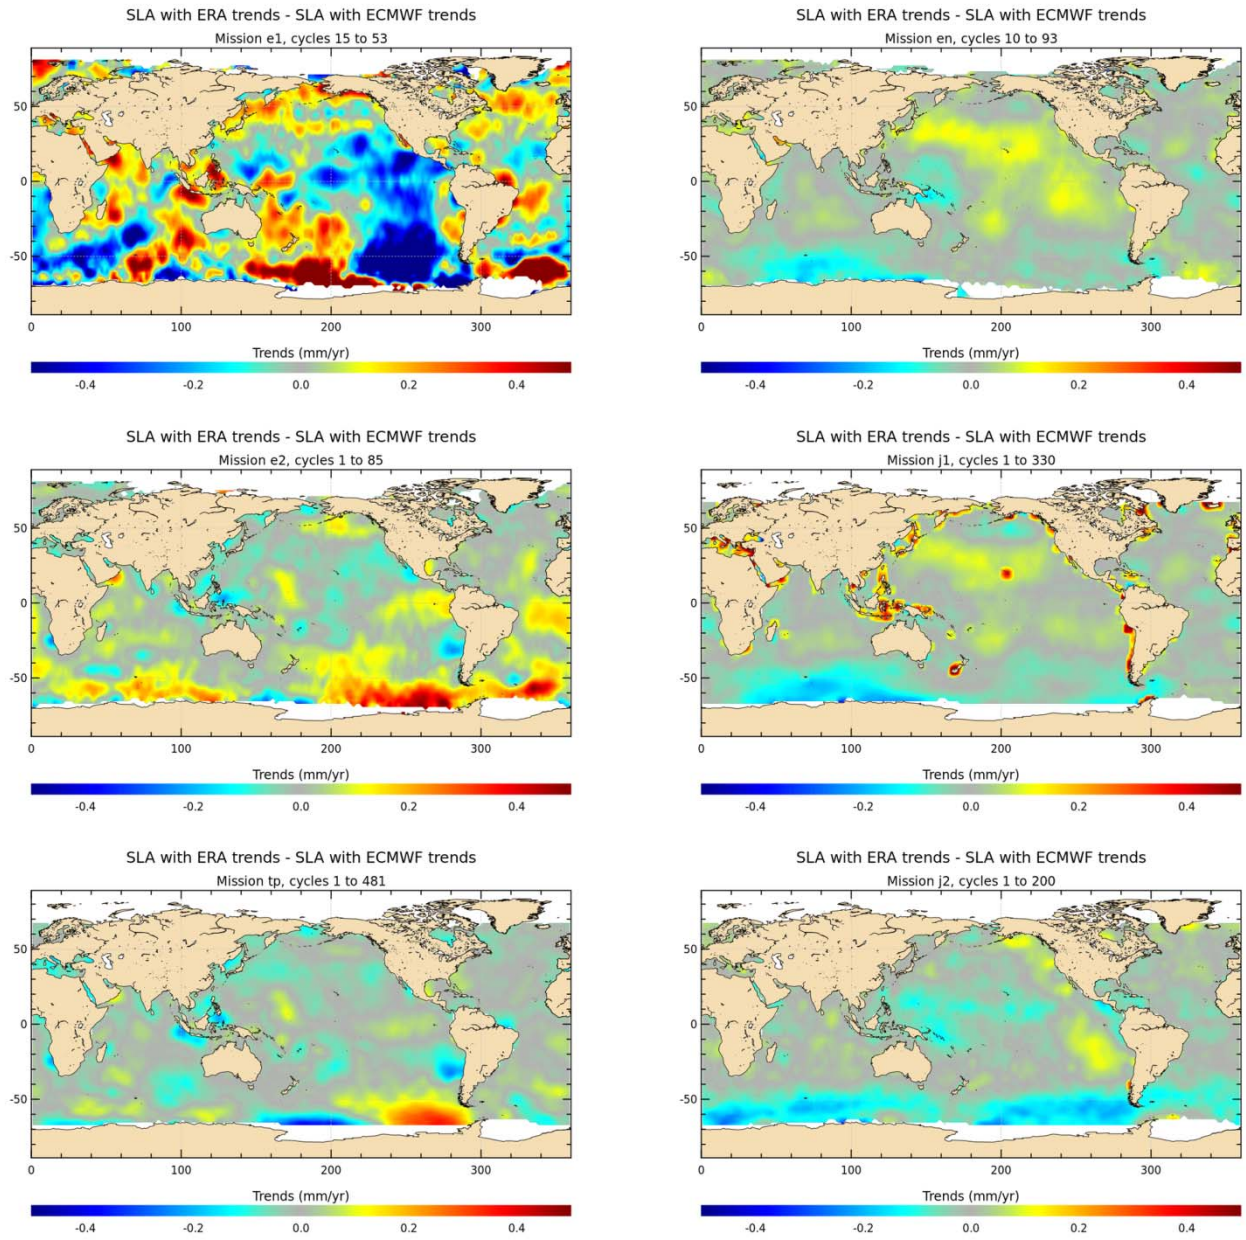 SLA with ERA trends - SLA with ECMWF trends
Mission e1, cycles 15 to 53
50
0
-50
0 100 200 300
Trends (mm/yr)
-0.4 -0.2 0.0 0.2 0.4
SLA with ERA trends - SLA with ECMWF trends
Mission en, cycles 10 to 93
50
0
-50
0 100 200 300
Trends (mm/yr)
-0.4 -0.2 0.0 0.2 0.4
SLA with ERA trends - SLA with ECMWF trends
Mission e2, cycles 1 to 85
50
0
-50
0 100 200 300
Trends (mm/yr)
-0.4 -0.2 0.0 0.2 0.4
SLA with ERA trends - SLA with ECMWF trends
Mission j1, cycles 1 to 330
50
0
-50
0 100 200 300
Trends (mm/yr)
-0.4 -0.2 0.0 0.2 0.4
SLA with ERA trends - SLA with ECMWF trends
Mission tp, cycles 1 to 481
50
0
-50
0 100 200 300
Trends (mm/yr)
-0.4 -0.2 0.0 0.2 0.4
SLA with ERA trends - SLA with ECMWF trends
Mission j2, cycles 1 to 200
50
0
-50
0 100 200 300
Trends (mm/yr)
-0.4 -0.2 0.0 0.2 0.4